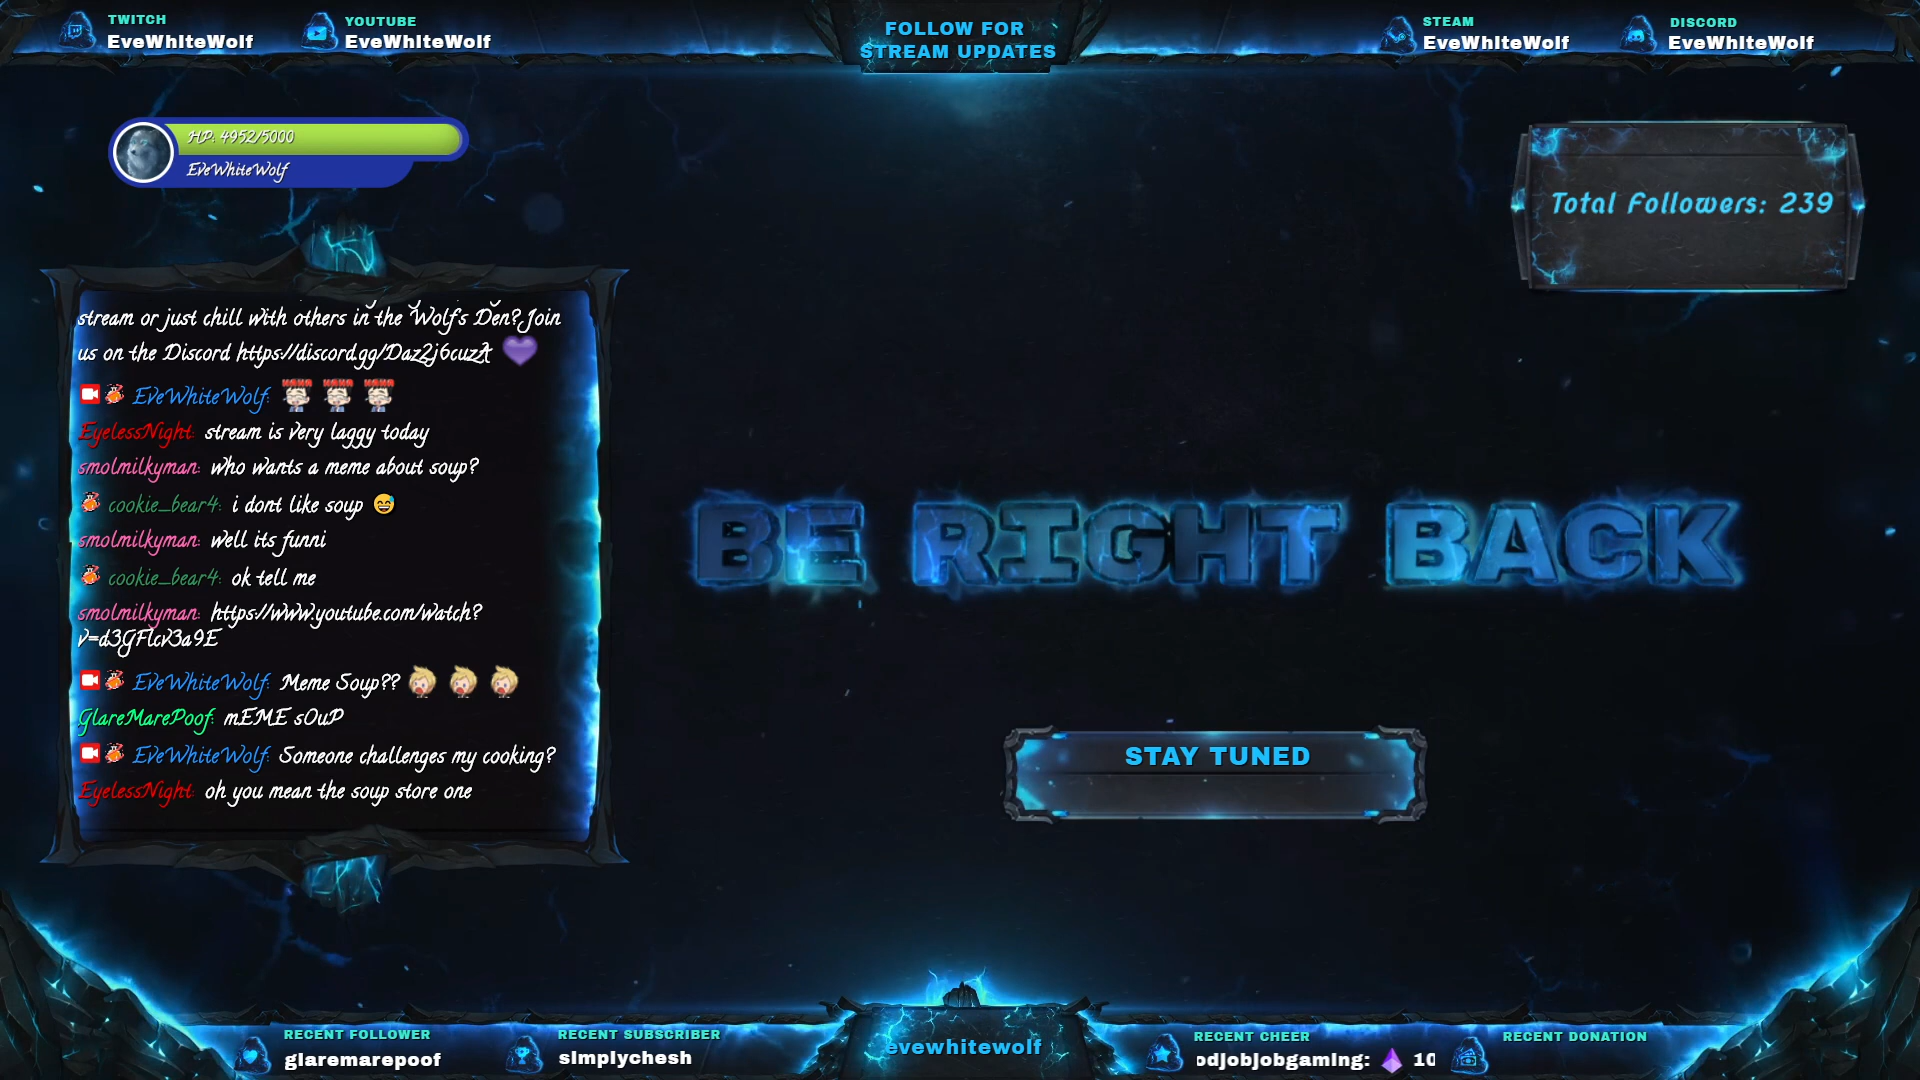 TWITCH
EveWhiteWolf
YOUTUBE
EveWhiteWolf
FOLLOW FOR
STREAM UPDATES
STEAM
EveWhiteWolf
DISCORD
EveWhiteWolf
HP: 4952/5000
EveWhiteWolf
Total Followers: 239
stream or just chill with others in the Wolf's Den? Join
us on the Discord https://discord.gg/Daz2j6cuzA 💜
EveWhiteWolf:
EyelessNight: stream is very laggy today
smolmilkyman: who wants a meme about soup?
cookie_bear4: i dont like soup 😅
smolmilkyman: well its funni
cookie_bear4: ok tell me
smolmilkyman: https://www.youtube.com/watch?
v=d3GFlcv3a9E
EveWhiteWolf: Meme Soup??
GlareMarePoof: mEME sOuP
EveWhiteWolf: Someone challenges my cooking?
EyelessNight: oh you mean the soup store one
BE RIGHT BACK
STAY TUNED
RECENT FOLLOWER
glaremarepoof
RECENT SUBSCRIBER
simplychesh
evewhitewolf
RECENT CHEER
odjobjobgaming: 10
RECENT DONATION